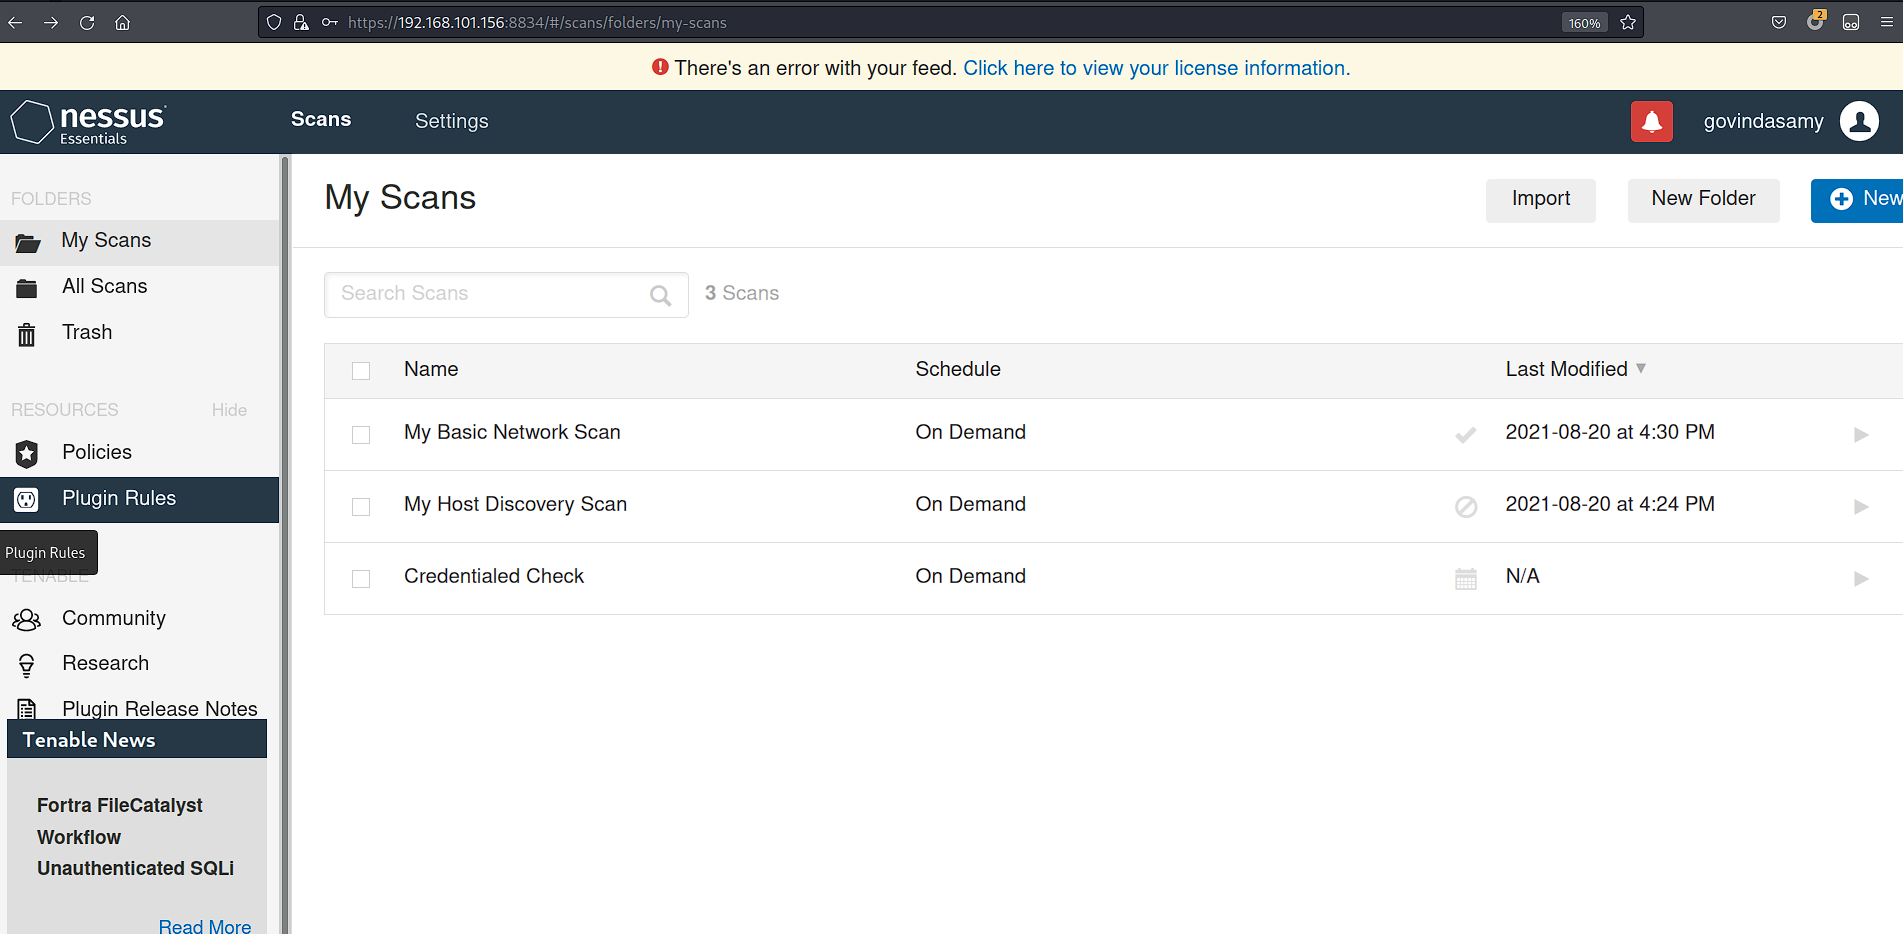 https://192.168.101.156:8834/#/scans/folders/my-scans
160%
2
There's an error with your feed. Click here to view your license information.
nessus
Essentials
Scans
Settings
govindasamy
FOLDERS
My Scans
All Scans
Trash
RESOURCES
Hide
Policies
Plugin Rules
Plugin Rules
TENABLE
Community
Research
Plugin Release Notes
Tenable News
Fortra FileCatalyst
Workflow
Unauthenticated SQLi
Read More
My Scans
Import
New Folder
New
Search Scans
3 Scans
Name Schedule Last Modified
My Basic Network Scan On Demand 2021-08-20 at 4:30 PM
My Host Discovery Scan On Demand 2021-08-20 at 4:24 PM
Credentialed Check On Demand N/A